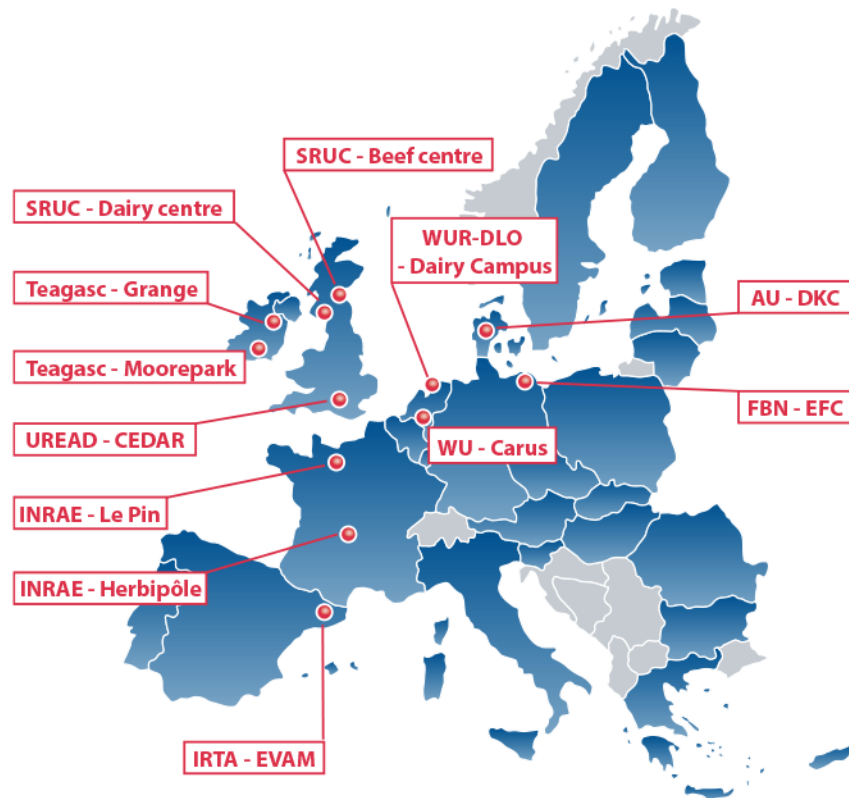 SRUC - Beef centre
SRUC - Dairy centre
WUR-DLO
- Dairy Campus
Teagasc - Grange
AU - DKC
Teagasc - Moorepark
FBN - EFC
UREAD - CEDAR
WU - Carus
INRAE - Le Pin
INRAE - Herbipôle
IRTA - EVAM